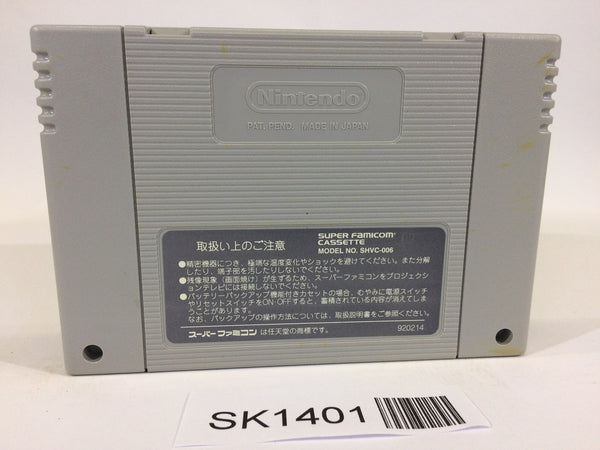 Nintendo
PAT. PEND. MADE IN JAPAN
取扱い上のご注意
SUPER FAMICOM
CASSETTE
MODEL NO. SHVC-006
●精密機器につき、極端な温度変化やショックを避けてください。また分解
したり、端子部を汚したりしないでください。
●残像現象(画面焼け)が生ずるため、スーパーファミコンをプロジェクシ
ョンテレビには接続しないでください。
●バッテリーバックアップ機能付きカセットの場合、むやみに電源スイッチ
やリセットスイッチをON・OFFすると、蓄積されている内容が消えてしま
うことがあります。
なお、バックアップの操作方法については、取扱説明書をご参照ください。
スーパーファミコン は任天堂の商標です。
920214
SK1401